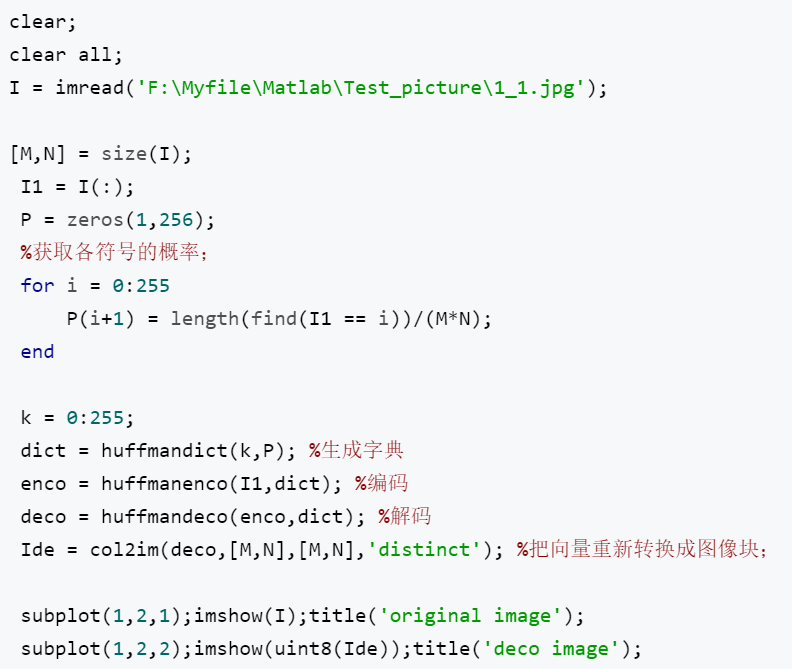 clear;
clear all;
I = imread('F:\Myfile\Matlab\Test_picture\1_1.jpg');
[M,N] = size(I);
I1 = I(:);
P = zeros(1,256);
%获取各符号的概率；
for i = 0:255
P(i+1) = length(find(I1 == i))/(M*N);
end
k = 0:255;
dict = huffmandict(k,P); %生成字典
enco = huffmanenco(I1,dict); %编码
deco = huffmandeco(enco,dict); %解码
Ide = col2im(deco,[M,N],[M,N],'distinct'); %把向量重新转换成图像块；
subplot(1,2,1);imshow(I);title('original image');
subplot(1,2,2);imshow(uint8(Ide));title('deco image');